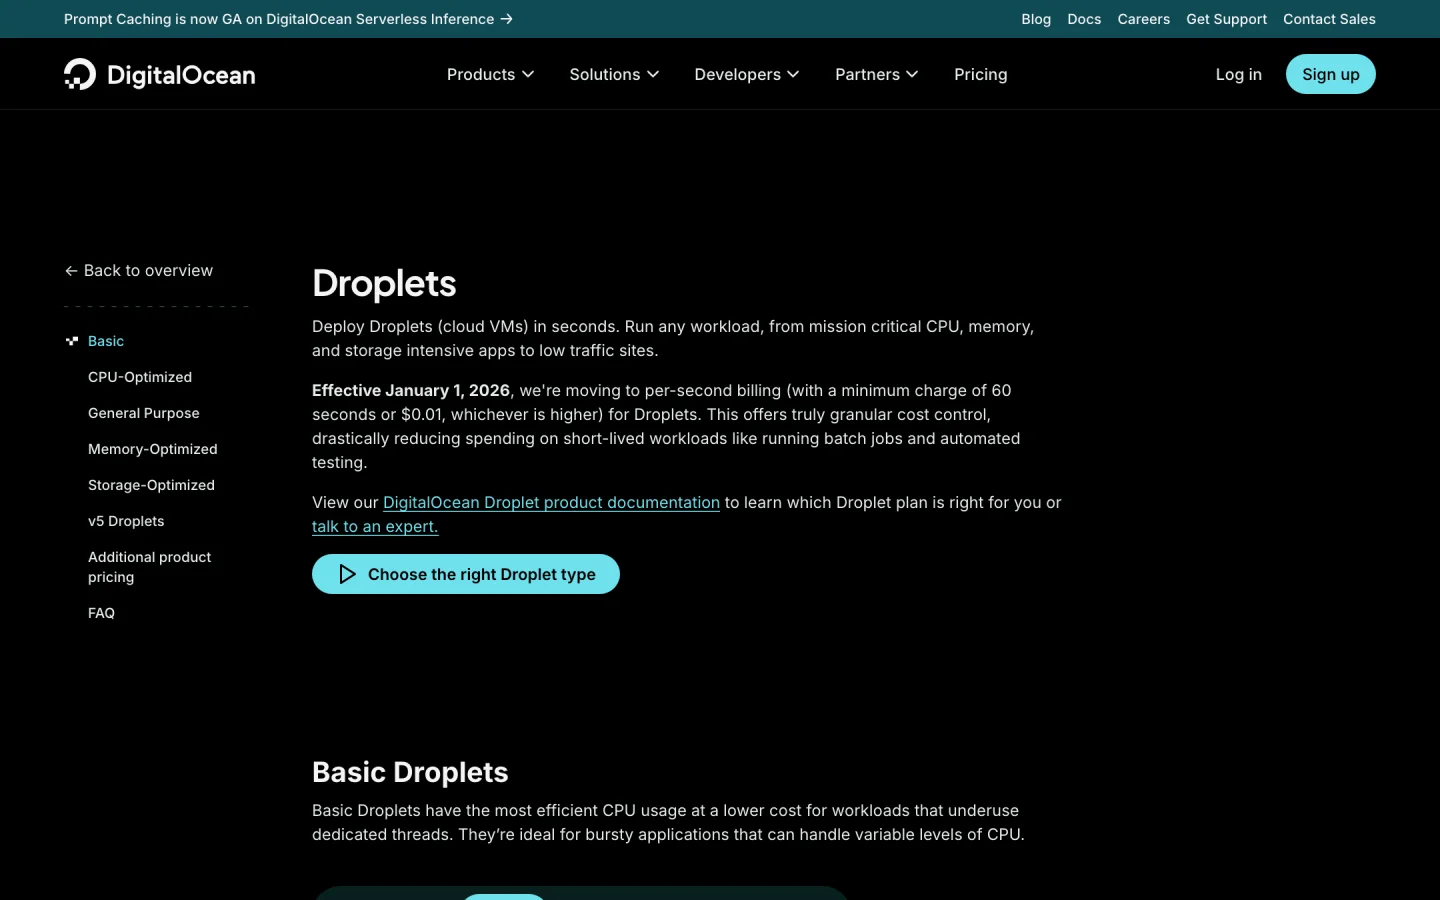 Prompt Caching is now GA on DigitalOcean Serverless Inference →
Blog Docs Careers Get Support Contact Sales
DigitalOcean
Products Solutions Developers Partners Pricing
Log in Sign up
← Back to overview
Basic
CPU-Optimized
General Purpose
Memory-Optimized
Storage-Optimized
v5 Droplets
Additional product
pricing
FAQ
Droplets
Deploy Droplets (cloud VMs) in seconds. Run any workload, from mission critical CPU, memory,
and storage intensive apps to low traffic sites.
Effective January 1, 2026, we're moving to per-second billing (with a minimum charge of 60
seconds or $0.01, whichever is higher) for Droplets. This offers truly granular cost control,
drastically reducing spending on short-lived workloads like running batch jobs and automated
testing.
View our DigitalOcean Droplet product documentation to learn which Droplet plan is right for you or
talk to an expert.
Choose the right Droplet type
Basic Droplets
Basic Droplets have the most efficient CPU usage at a lower cost for workloads that underuse
dedicated threads. They’re ideal for bursty applications that can handle variable levels of CPU.